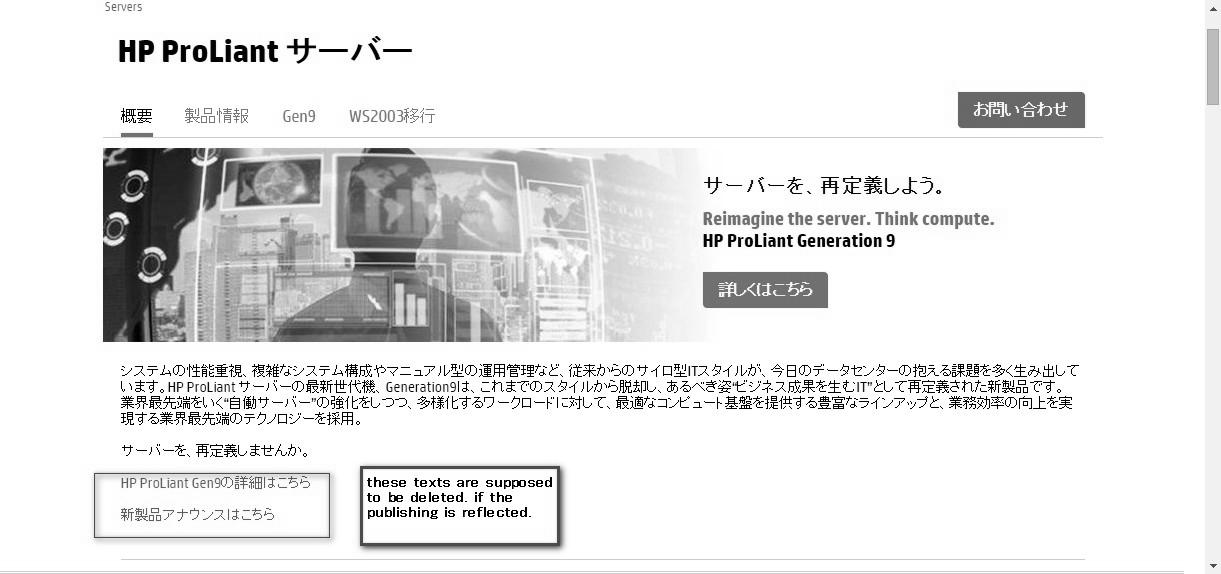 Servers
HP ProLiant サーバー
概要 製品情報 Gen9 WS2003移行
お問い合わせ
サーバーを、再定義しよう。
Reimagine the server. Think compute.
HP ProLiant Generation 9
詳しくはこちら
システムの性能重視、複雑なシステム構成やマニュアル型の運用管理など、従来からのサイロ型ITスタイルが、今日のデータセンターの抱える課題を多く生み出して
います。HP ProLiant サーバーの最新世代機、Generation9は、これまでのスタイルから脱却し、あるべき姿“ビジネス成果を生むIT”として再定義された新製品です。
業界最先端をいく“自働サーバー”の強化をしつつ、多様化するワークロードに対して、最適なコンピュート基盤を提供する豊富なラインアップと、業務効率の向上を実
現する業界最先端のテクノロジーを採用。
サーバーを、再定義しませんか。
HP ProLiant Gen9の詳細はこちら
新製品アナウンスはこちら
these texts are supposed
to be deleted. if the
publishing is reflected.